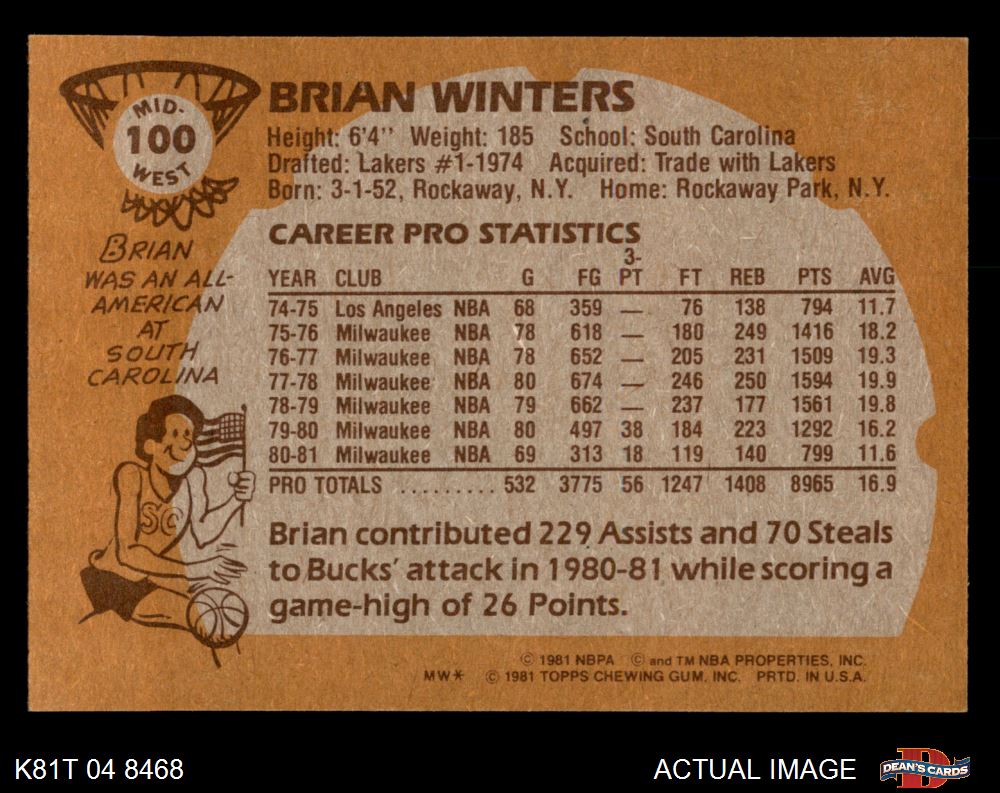 MID-
100
WEST
BRIAN WINTERS
Height: 6'4'' Weight: 185 School: South Carolina
Drafted: Lakers #1-1974 Acquired: Trade with Lakers
Born: 3-1-52, Rockaway, N.Y. Home: Rockaway Park, N.Y.
BRIAN
WAS AN ALL-
AMERICAN
AT
SOUTH
CAROLINA
SC
CAREER PRO STATISTICS
YEAR CLUB G FG 3-PT FT REB PTS AVG
74-75 Los Angeles NBA 68 359 — 76 138 794 11.7
75-76 Milwaukee NBA 78 618 — 180 249 1416 18.2
76-77 Milwaukee NBA 78 652 — 205 231 1509 19.3
77-78 Milwaukee NBA 80 674 — 246 250 1594 19.9
78-79 Milwaukee NBA 79 662 — 237 177 1561 19.8
79-80 Milwaukee NBA 80 497 38 184 223 1292 16.2
80-81 Milwaukee NBA 69 313 18 119 140 799 11.6
PRO TOTALS ......... 532 3775 56 1247 1408 8965 16.9
Brian contributed 229 Assists and 70 Steals
to Bucks' attack in 1980-81 while scoring a
game-high of 26 Points.
© 1981 NBPA © and TM NBA PROPERTIES, INC.
MW* © 1981 TOPPS CHEWING GUM, INC. PRTD. IN U.S.A.
K81T 04 8468
ACTUAL IMAGE
D
DEAN'S CARDS